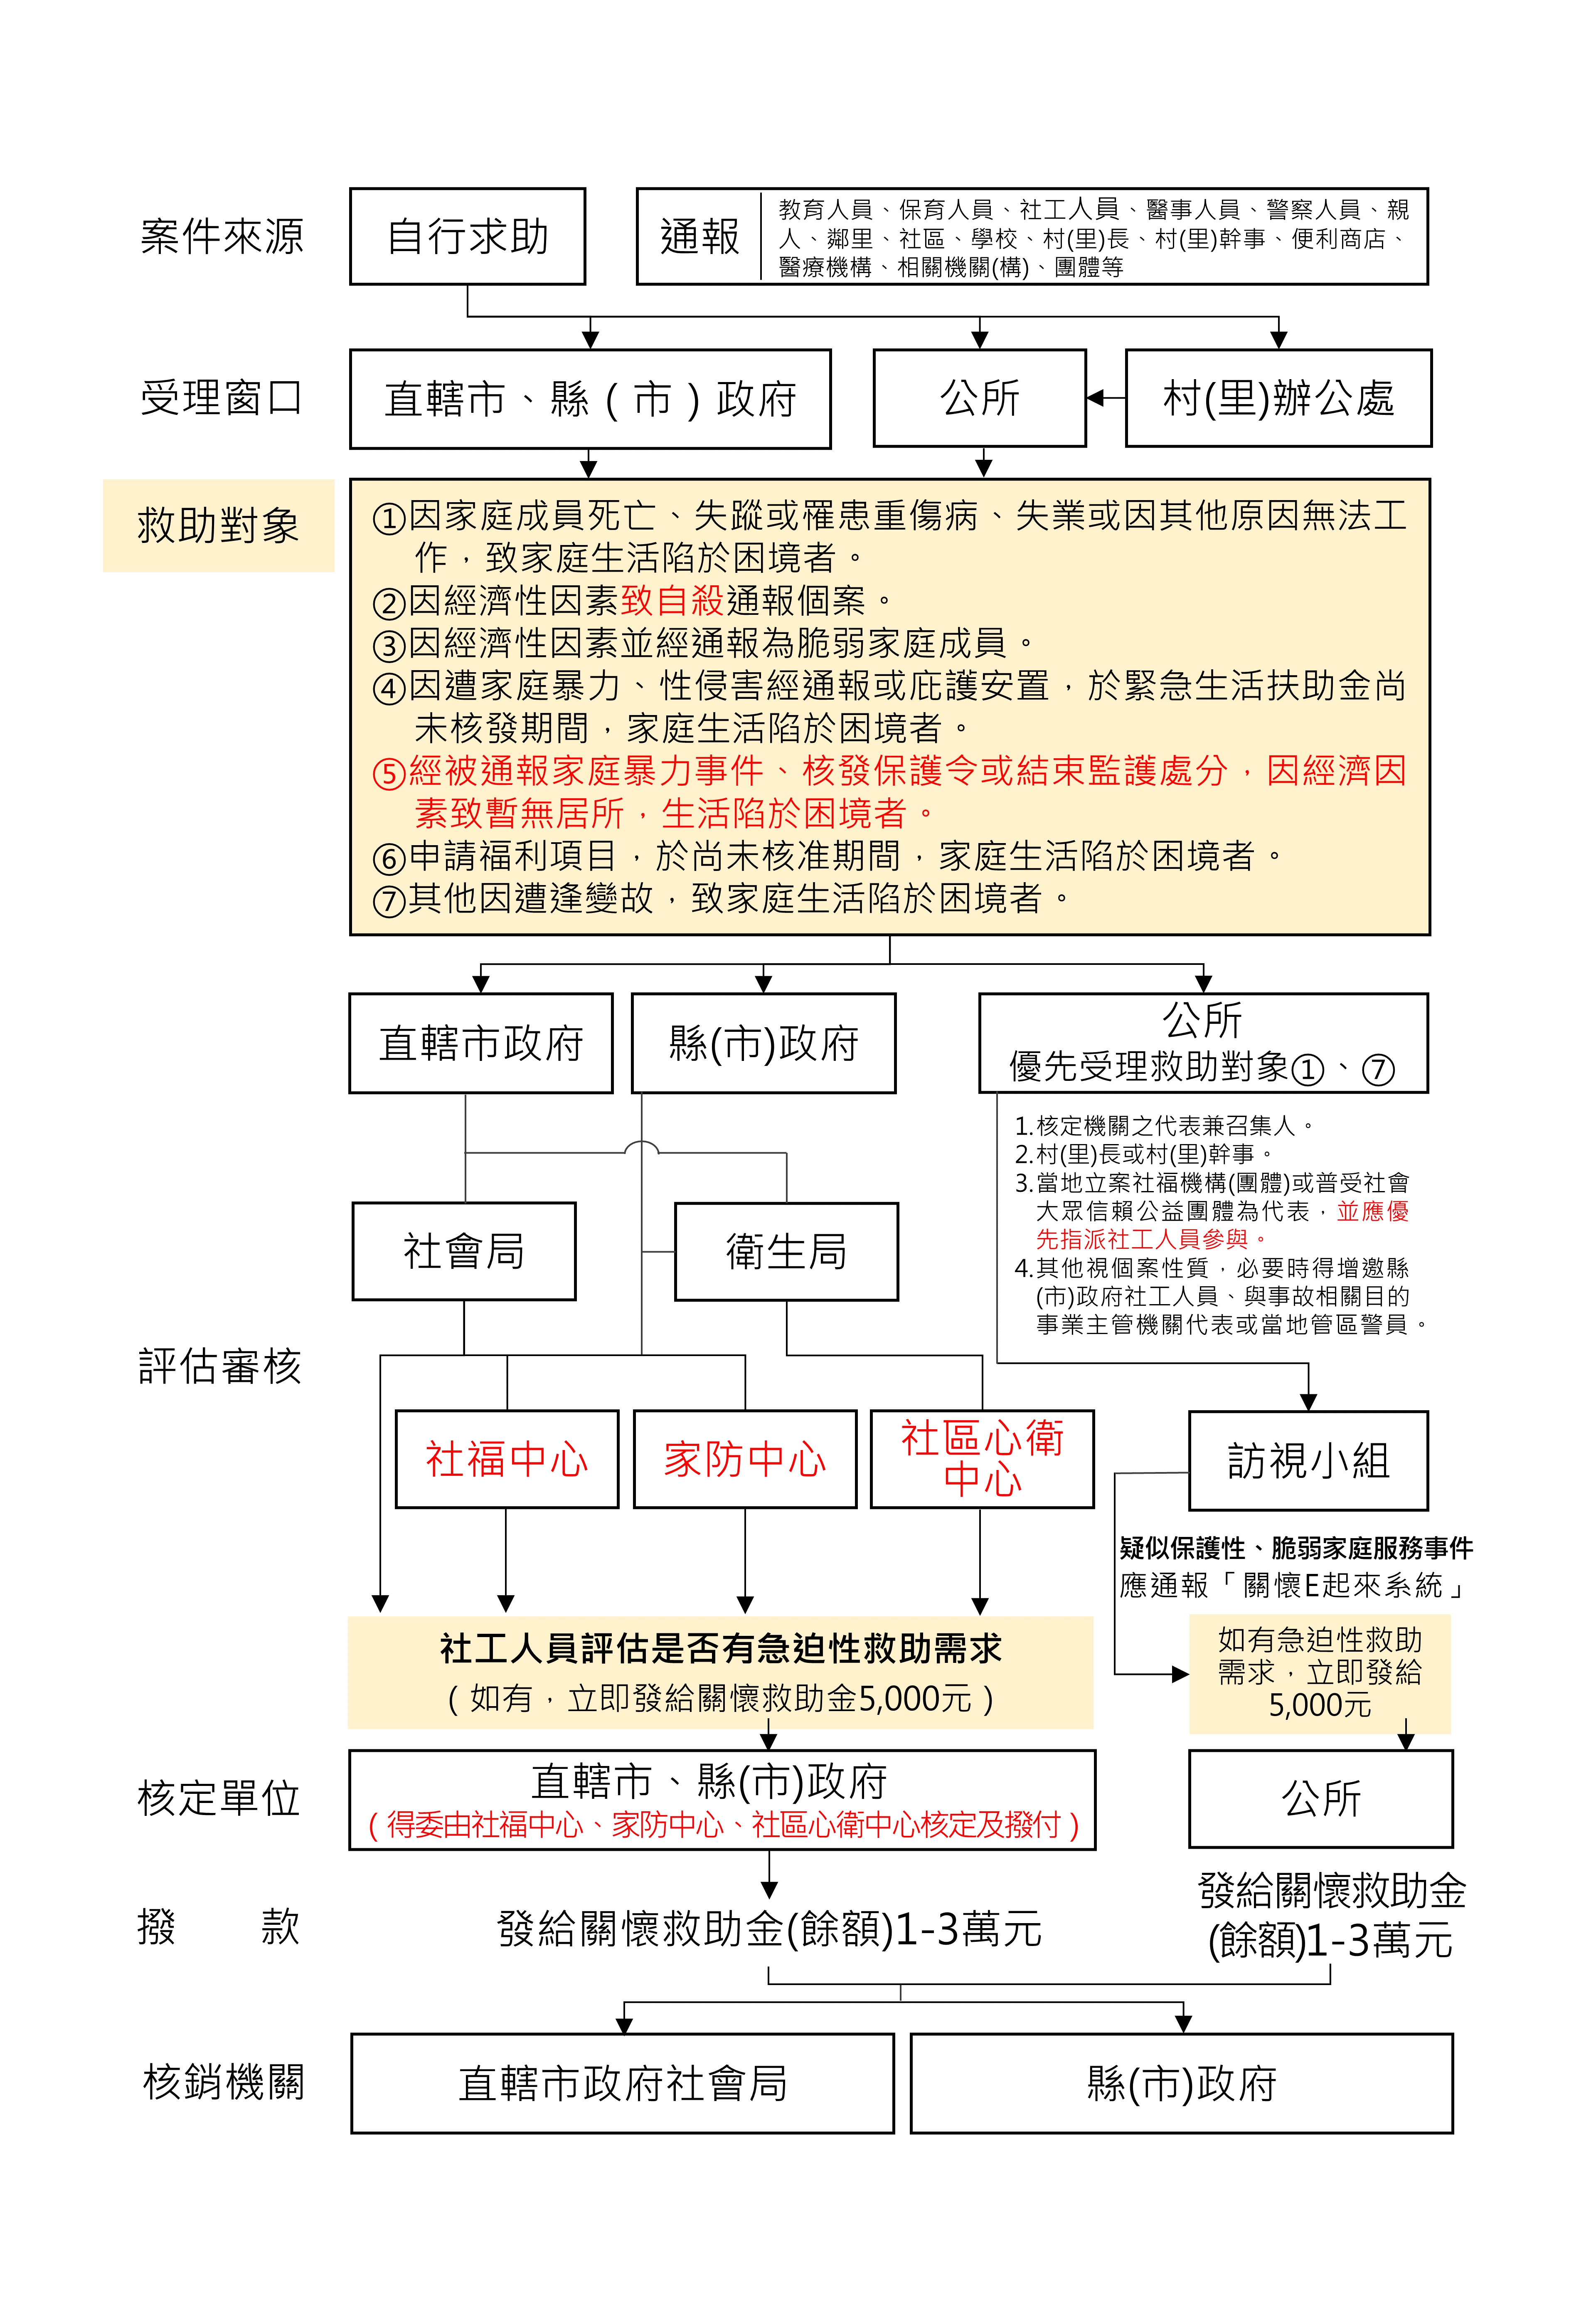 案件來源
自行求助
通報
教育人員、保育人員、社工人員、醫事人員、警察人員、親
人、鄰里、社區、學校、村(里)長、村(里)幹事、便利商店、
醫療機構、相關機關(構)、團體等
受理窗口
直轄市、縣（市）政府
公所
村(里)辦公處
救助對象
①因家庭成員死亡、失蹤或罹患重傷病、失業或因其他原因無法工
作，致家庭生活陷於困境者。
②因經濟性因素致自殺通報個案。
③因經濟性因素並經通報為脆弱家庭成員。
④因遭家庭暴力、性侵害經通報或庇護安置，於緊急生活扶助金尚
未核發期間，家庭生活陷於困境者。
⑤經被通報家庭暴力事件、核發保護令或結束監護處分，因經濟因
素致暫無居所，生活陷於困境者。
⑥申請福利項目，於尚未核准期間，家庭生活陷於困境者。
⑦其他因遭逢變故，致家庭生活陷於困境者。
直轄市政府
縣(市)政府
公所
優先受理救助對象①、⑦
1.核定機關之代表兼召集人。
2.村(里)長或村(里)幹事。
3.當地立案社福機構(團體)或普受社會
大眾信賴公益團體為代表，並應優
先指派社工人員參與。
4.其他視個案性質，必要時得增邀縣
(市)政府社工人員、與事故相關目的
事業主管機關代表或當地管區警員。
社會局
衛生局
評估審核
社福中心
家防中心
社區心衛
中心
訪視小組
疑似保護性、脆弱家庭服務事件
應通報「關懷E起來系統」
社工人員評估是否有急迫性救助需求
（如有，立即發給關懷救助金5,000元）
如有急迫性救助
需求，立即發給
5,000元
核定單位
直轄市、縣(市)政府
（得委由社福中心、家防中心、社區心衛中心核定及撥付）
公所
撥　　款
發給關懷救助金(餘額)1-3萬元
發給關懷救助金
(餘額)1-3萬元
核銷機關
直轄市政府社會局
縣(市)政府